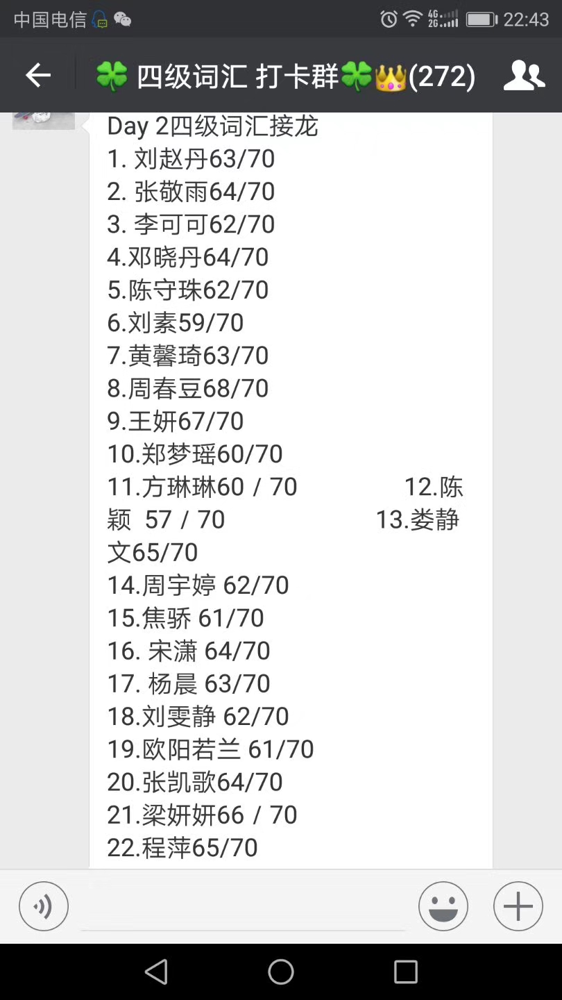 中国电信 4G 2G 22:43
四级词汇 打卡群(272)
Day 2四级词汇接龙
1. 刘赵丹63/70
2. 张敬雨64/70
3. 李可可62/70
4.邓晓丹64/70
5.陈守珠62/70
6.刘素59/70
7.黄馨琦63/70
8.周春豆68/70
9.王妍67/70
10.郑梦瑶60/70
11.方琳琳60 / 70 12.陈
颖 57 / 70 13.娄静
文65/70
14.周宇婷 62/70
15.焦骄 61/70
16. 宋潇 64/70
17. 杨晨 63/70
18.刘雯静 62/70
19.欧阳若兰 61/70
20.张凯歌64/70
21.梁妍妍66 / 70
22.程萍65/70